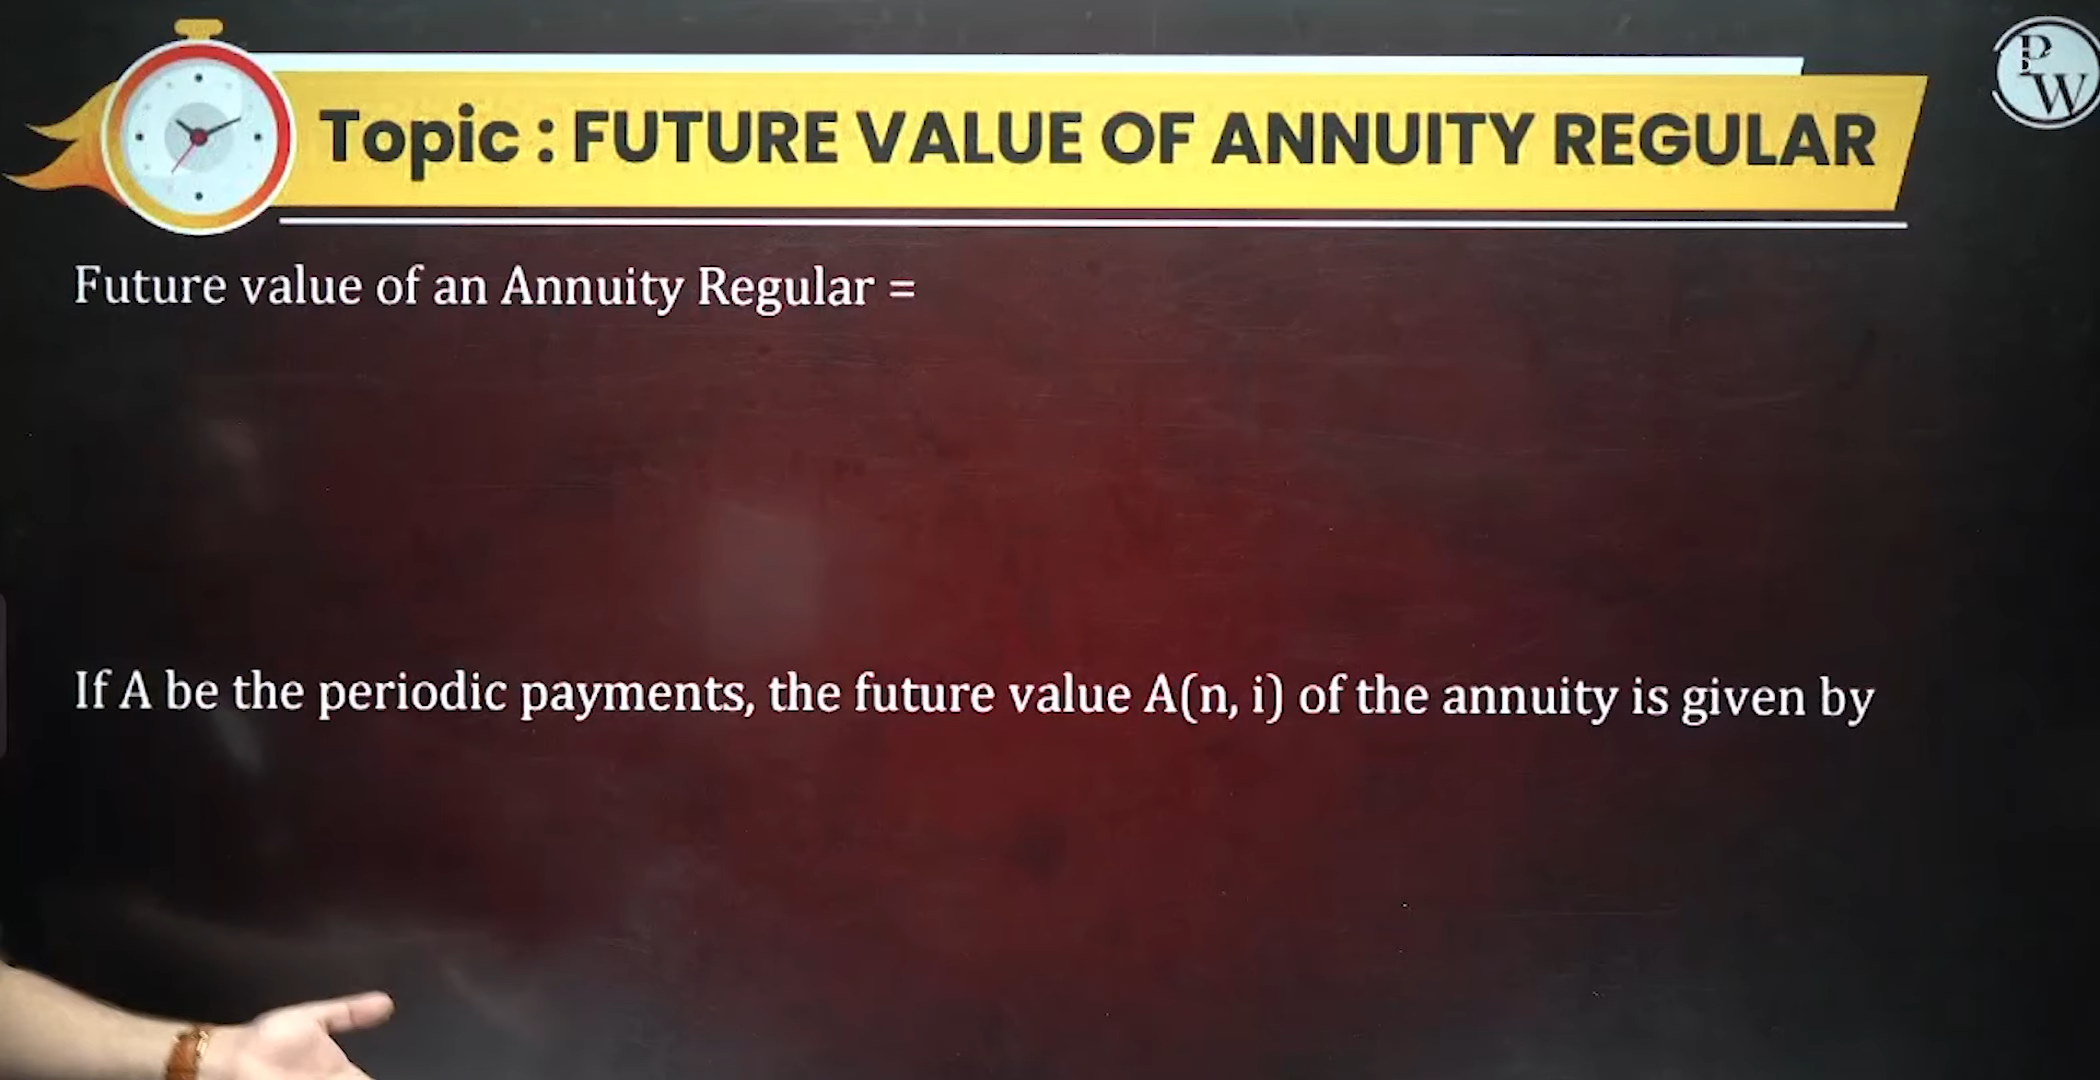 PW
Topic : FUTURE VALUE OF ANNUITY REGULAR
Future value of an Annuity Regular =
If A be the periodic payments, the future value A(n, i) of the annuity is given by